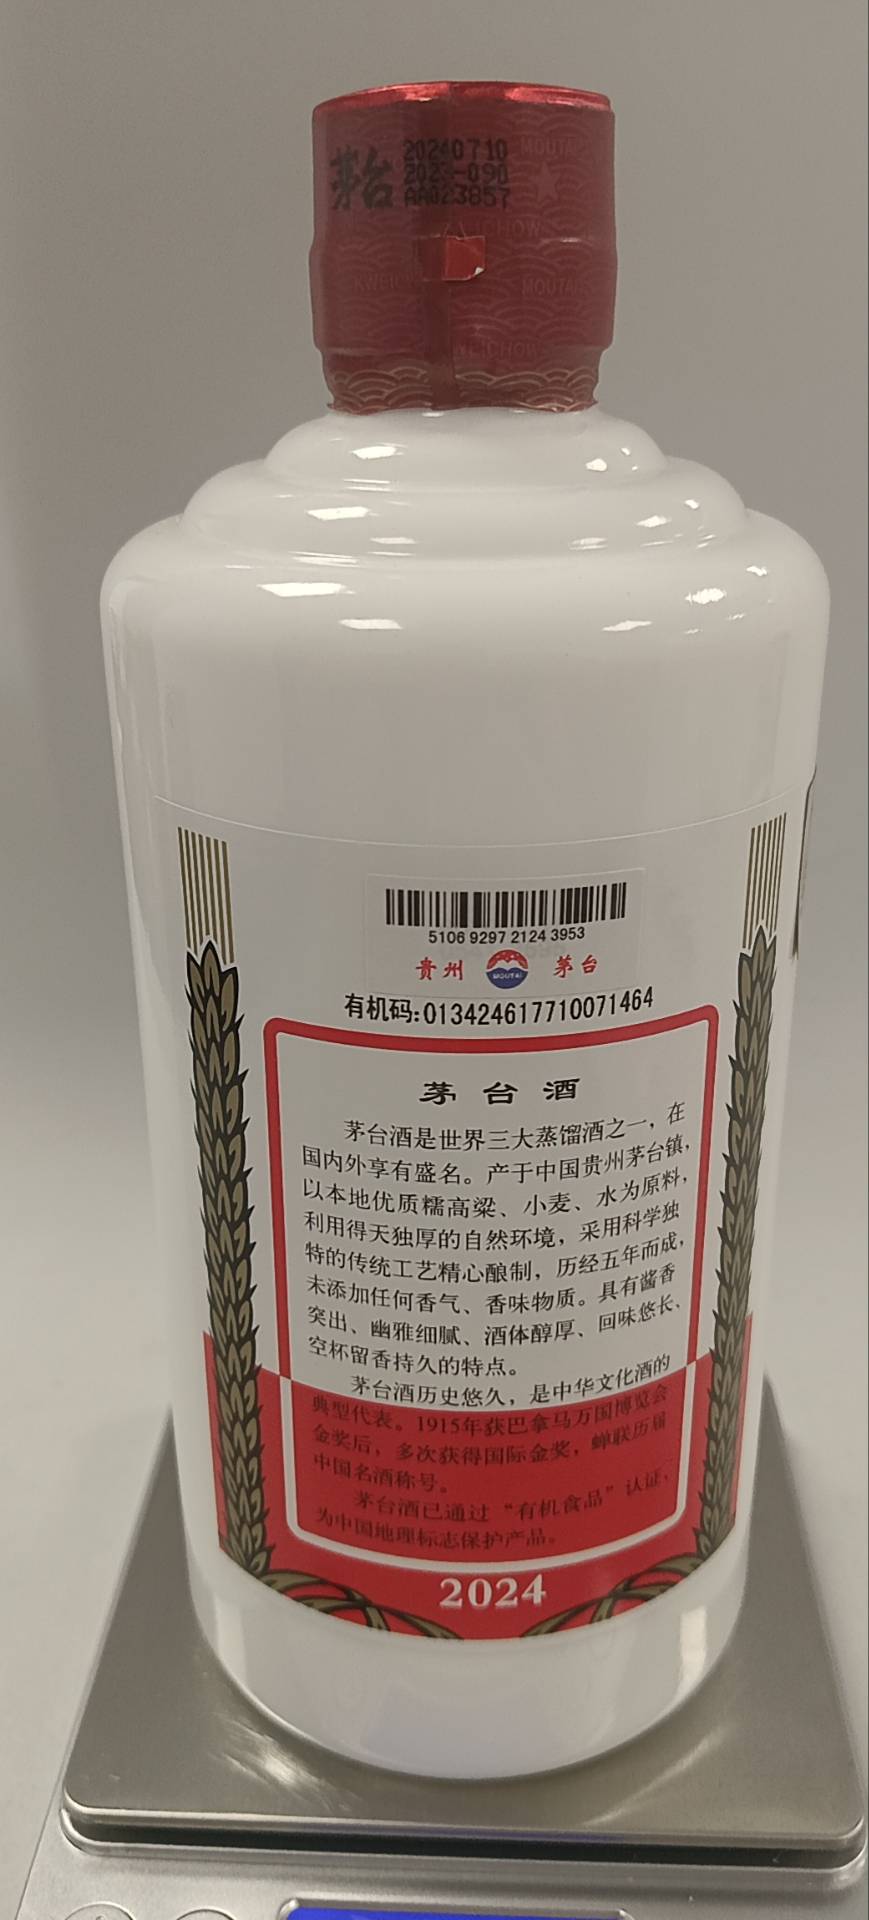 茅台
20240710
2023-090
AA023857
MOUTAI
KWEICHOW
MOUTAI
KWEICHOW
5106 9297 2124 3953
贵州 MOUTAI 茅台
有机码:013424617710071464
茅台酒
茅台酒是世界三大蒸馏酒之一，在
国内外享有盛名。产于中国贵州茅台镇，
以本地优质糯高粱、小麦、水为原料，
利用得天独厚的自然环境，采用科学独
特的传统工艺精心酿制，历经五年而成，
未添加任何香气、香味物质。具有酱香
突出、幽雅细腻、酒体醇厚、回味悠长、
空杯留香持久的特点。
茅台酒历史悠久，是中华文化酒的
典型代表。1915年获巴拿马万国博览会
金奖后，多次获得国际金奖，蝉联历届
中国名酒称号。
茅台酒已通过“有机食品”认证，
为中国地理标志保护产品。
2024